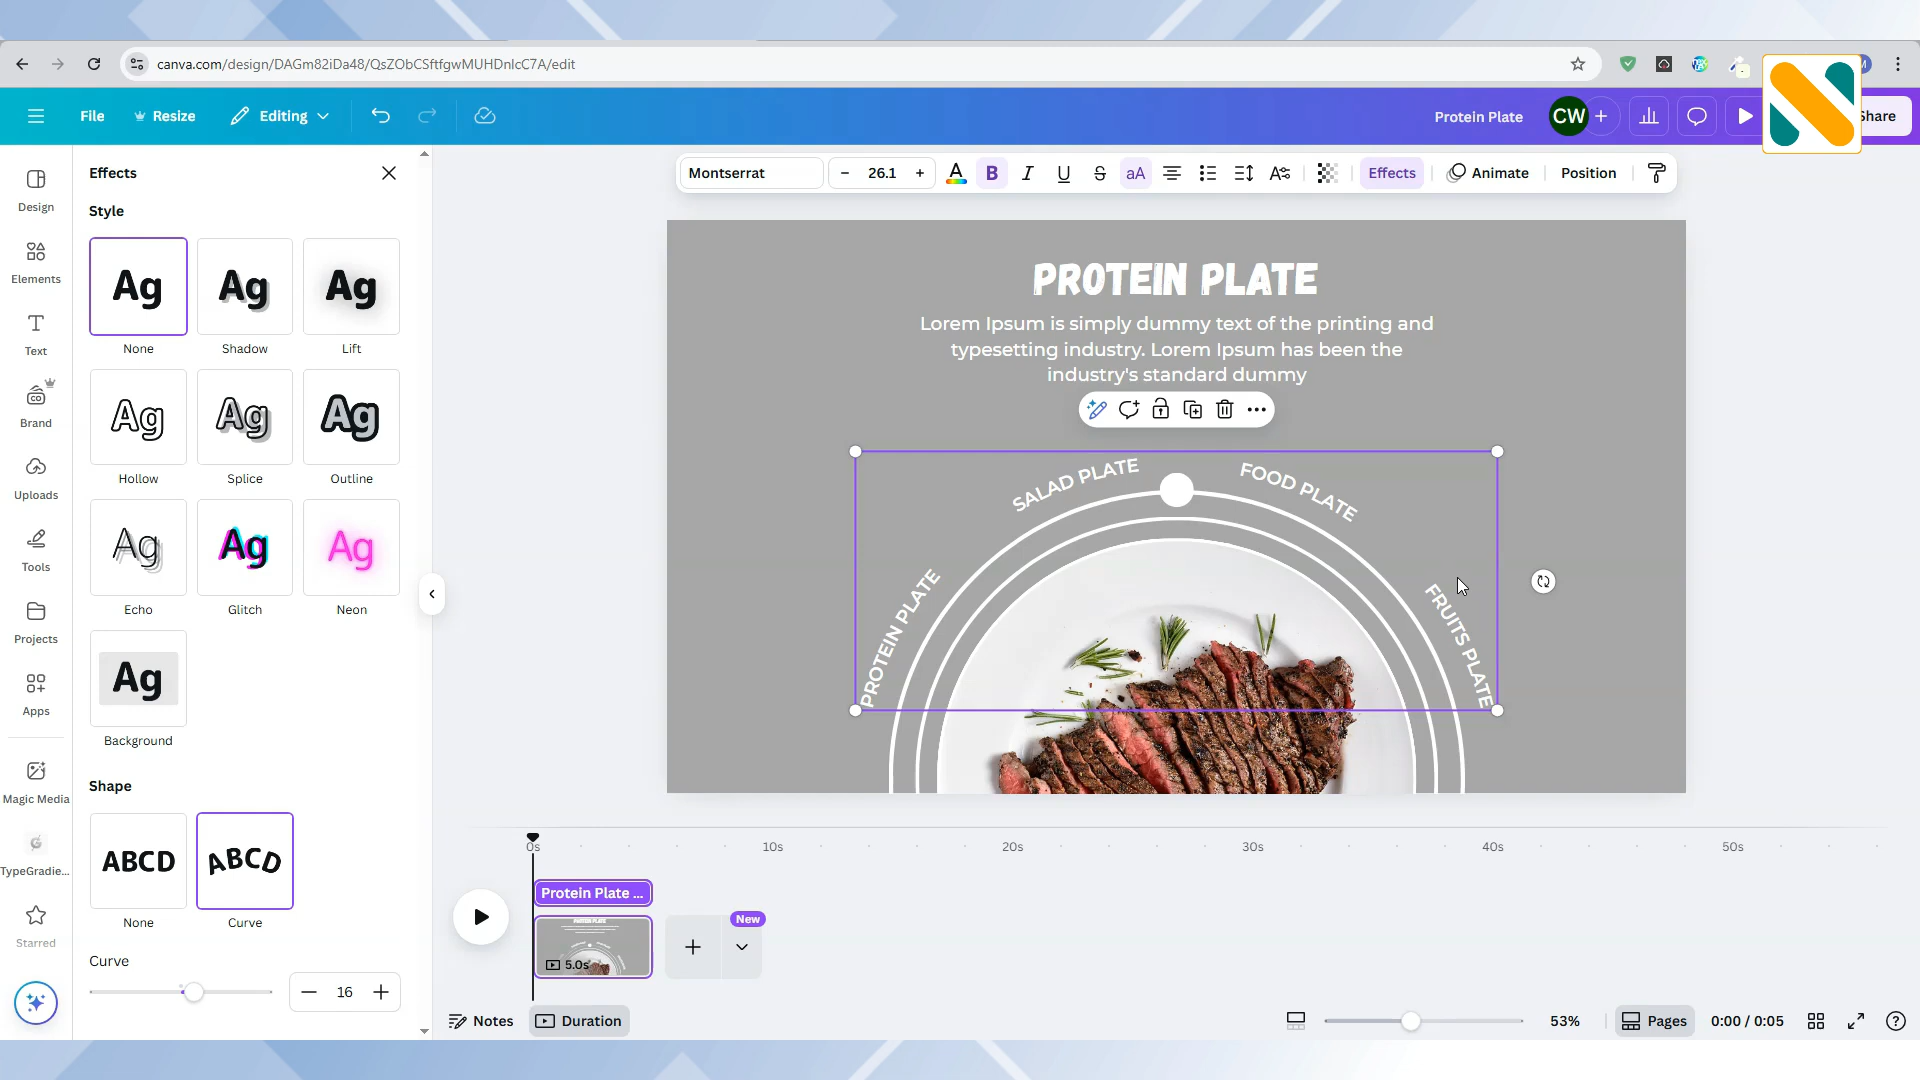 canva.com/design/DAGm82iDa48/QsZObCSftfgwMUHDnlcC7A/edit
File
Resize
Editing
Protein Plate
CW
Share
Effects
Style
Ag
None
Ag
Shadow
Ag
Lift
Ag
Hollow
Ag
Splice
Ag
Outline
Ag
Echo
Ag
Glitch
Ag
Neon
Ag
Background
Shape
ABCD
None
ABCD
Curve
Curve
16
Design
Elements
Text
Brand
Uploads
Tools
Projects
Apps
Magic Media
TypeGradie...
Starred
Montserrat
26.1
A
B
I
U
S
aA
Effects
Animate
Position
PROTEIN PLATE
Lorem Ipsum is simply dummy text of the printing and
typesetting industry. Lorem Ipsum has been the
industry's standard dummy
PROTEIN PLATE
SALAD PLATE
FOOD PLATE
FRUITS PLATE
0s
10s
20s
30s
40s
50s
Protein Plate ...
5.0s
New
Notes
Duration
53%
Pages
0:00 / 0:05